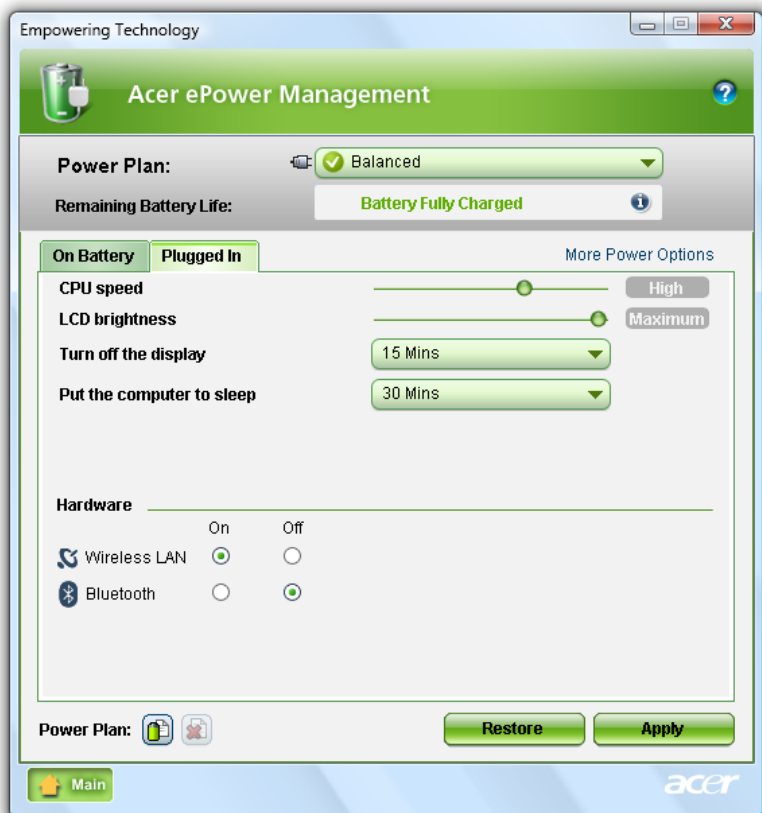 Empowering Technology
Acer ePower Management
Power Plan: Balanced
Remaining Battery Life: Battery Fully Charged
On Battery Plugged In More Power Options
CPU speed High
LCD brightness Maximum
Turn off the display 15 Mins
Put the computer to sleep 30 Mins
Hardware
On Off
Wireless LAN
Bluetooth
Power Plan: Restore Apply
Main acer